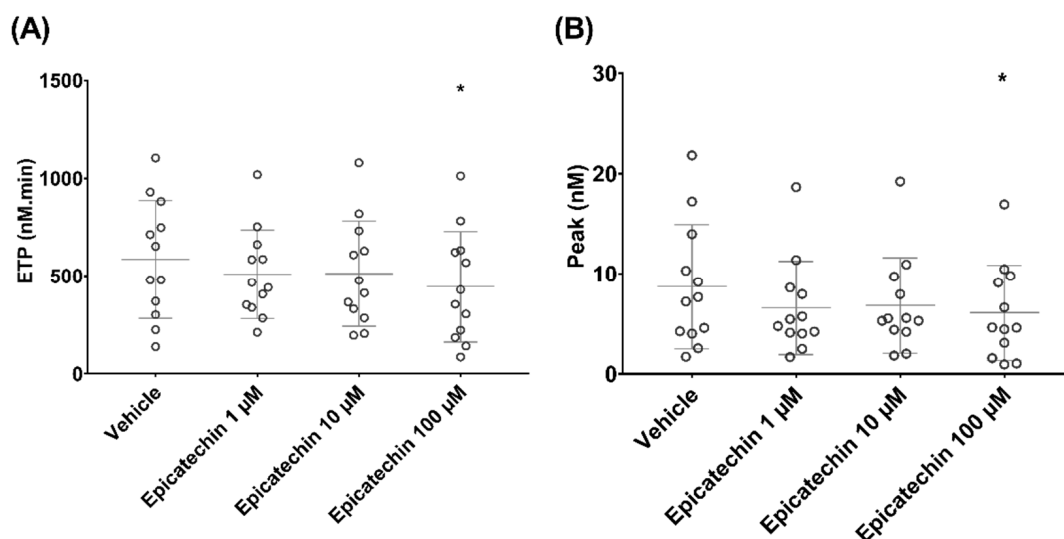 (A)
ETP (nM.min)
1500
1000
500
0
*
Vehicle
Epicatechin 1 µM
Epicatechin 10 µM
Epicatechin 100 µM
(B)
Peak (nM)
30
20
10
0
*
Vehicle
Epicatechin 1 µM
Epicatechin 10 µM
Epicatechin 100 µM